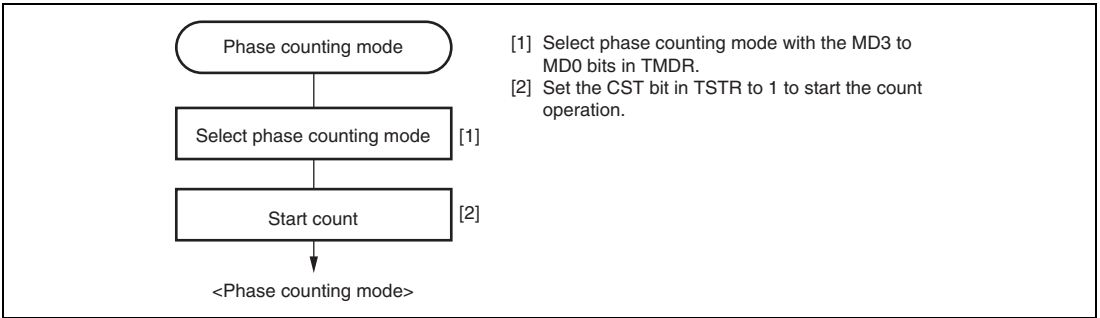 Phase counting mode
[1] Select phase counting mode with the MD3 to
MD0 bits in TMDR.
[2] Set the CST bit in TSTR to 1 to start the count
operation.
Select phase counting mode [1]
Start count [2]
<Phase counting mode>